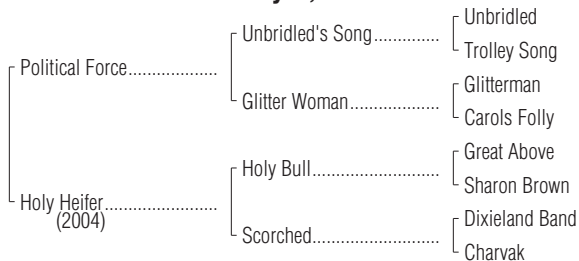 Unbridled
Unbridled's Song..............
Trolley Song
Political Force...................
Glitterman
Glitter Woman...................
Carols Folly
Great Above
Holy Bull...........................
Sharon Brown
Holy Heifer........................
(2004)
Dixieland Band
Scorched...........................
Charvak